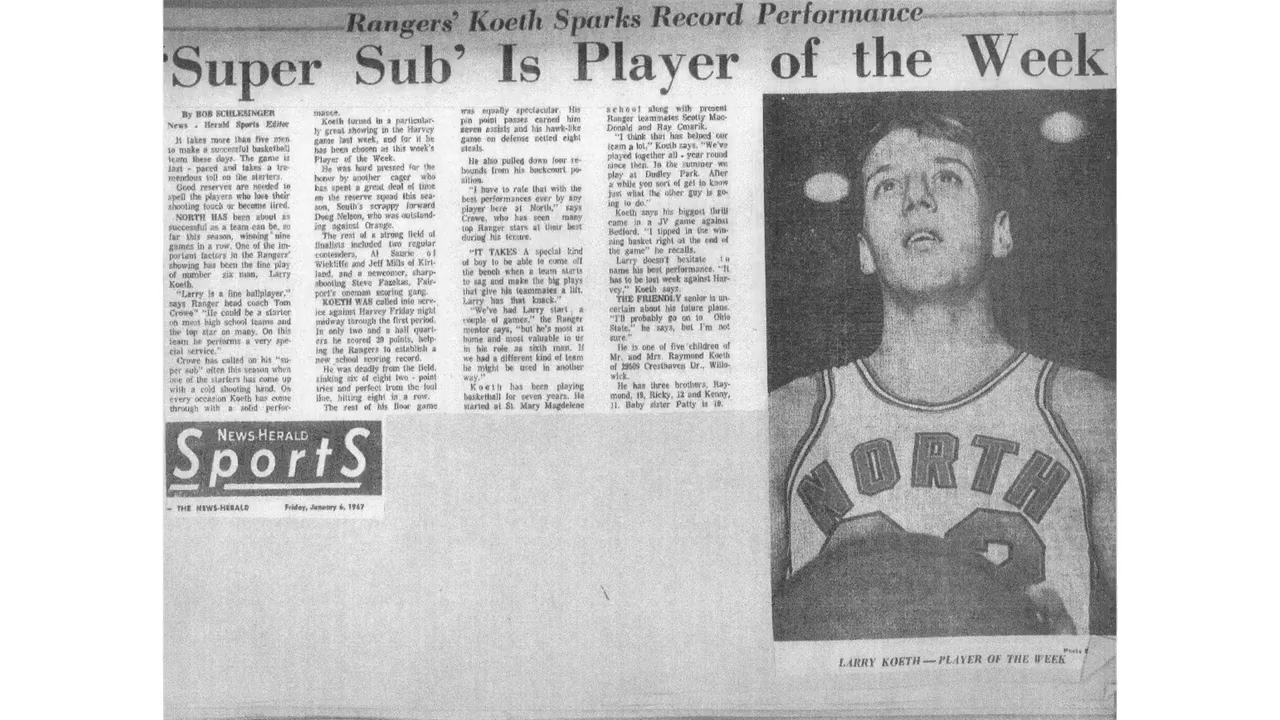 Rangers' Koeth Sparks Record Performance
'Super Sub' Is Player of the Week
By BOB SCHLESINGER
News - Herald Sports Editor
It takes more than five men
to make a successful basketball
team these days. The game is
fast - paced and takes a tre-
mendous toll on the starters.
Good reserves are needed to
spell the players who lose their
shooting touch or become tired.
NORTH HAS been about as
successful as a team can be, so
far this season, winning nine
games in a row. One of the im-
portant factors in the Rangers'
showing has been the fine play
of number six man, Larry
Koeth.
"Larry is a fine ballplayer,"
says Ranger head coach Tom
Crowe" "He could be a starter
on most high school teams and
the top star on many. On this
team he performs a very spe-
cial service."
Crowe has called on his "su-
per sub" often this season when
one of the starters has come up
with a cold shooting hand. On
every occasion Koeth has come
through with a solid perfor-
mance.
Koeth turned in a particular-
ly great showing in the Harvey
game last week, and for it he
has been chosen as this week's
Player of the Week.
He was hard pressed for the
honor by another cager who
has spent a great deal of time
on the reserve squad this sea-
son, South's scrappy forward
Doug Nelson, who was outstand-
ing against Orange.
The rest of a strong field of
finalists included two regular
contenders, Al of
Wickliffe and Jeff Mills of Kirt-
land, and a newcomer, sharp-
shooting Steve Fazekas, Fair-
port's oneman scoring gang.
KOETH WAS called into serv-
ice against Harvey Friday night
midway through the first period.
In only two and a half quart-
ers he scored 20 points, help-
ing the Rangers to establish a
new school scoring record.
He was deadly from the field,
sinking six of eight two - point
tries and perfect from the foul
line, hitting eight in a row.
The rest of his floor game
was equally spectacular. His
pin point passes earned him
seven assists and his hawk-like
game on defense netted eight
steals.
He also pulled down four re-
bounds from his backcourt po-
sition.
"I have to rate that with the
best performances ever by any
player here at North," says
Crowe, who has seen many
top Ranger stars at their best
during his tenure.
"IT TAKES A special kind
of boy to be able to come off
the bench when a team starts
to sag and make the big plays
that give his teammates a lift.
Larry has that knack."
"We've had Larry start a
couple of games," the Ranger
mentor says, "but he's most at
home and most valuable to us
in his role as sixth man. If
we had a different kind of team
he might be used in another
way."
Koeth has been playing
basketball for seven years. He
started at St. Mary Magdelene
school along with present
Ranger teammates Scotty Mac-
Donald and Ray Cmarik.
"I think that has helped our
team a lot," Koeth says. "We've
played together all - year round
since then. In the summer we
play at Dudley Park. After
a while you sort of get to know
just what the other guy is go-
ing to do."
Koeth says his biggest thrill
came in a JV game against
Bedford. "I tipped in the win-
ning basket right at the end of
the game" he recalls.
Larry doesn't hesitate to
name his best performance. "It
has to be last week against Har-
vey," Koeth says.
THE FRIENDLY senior is un-
certain about his future plans.
"I'll probably go on to Ohio
State," he says, but I'm not
sure."
He is one of five children of
Mr. and Mrs. Raymond Koeth
of Cresthaven Dr., Willo-
wick.
He has three brothers, Ray-
mond, 19, Ricky, 12 and Kenny,
11. Baby sister Patty is 10.
NEWS-HERALD
SportS
- THE NEWS-HERALD Friday, January 6, 1967
NORTH
LARRY KOETH—PLAYER OF THE WEEK